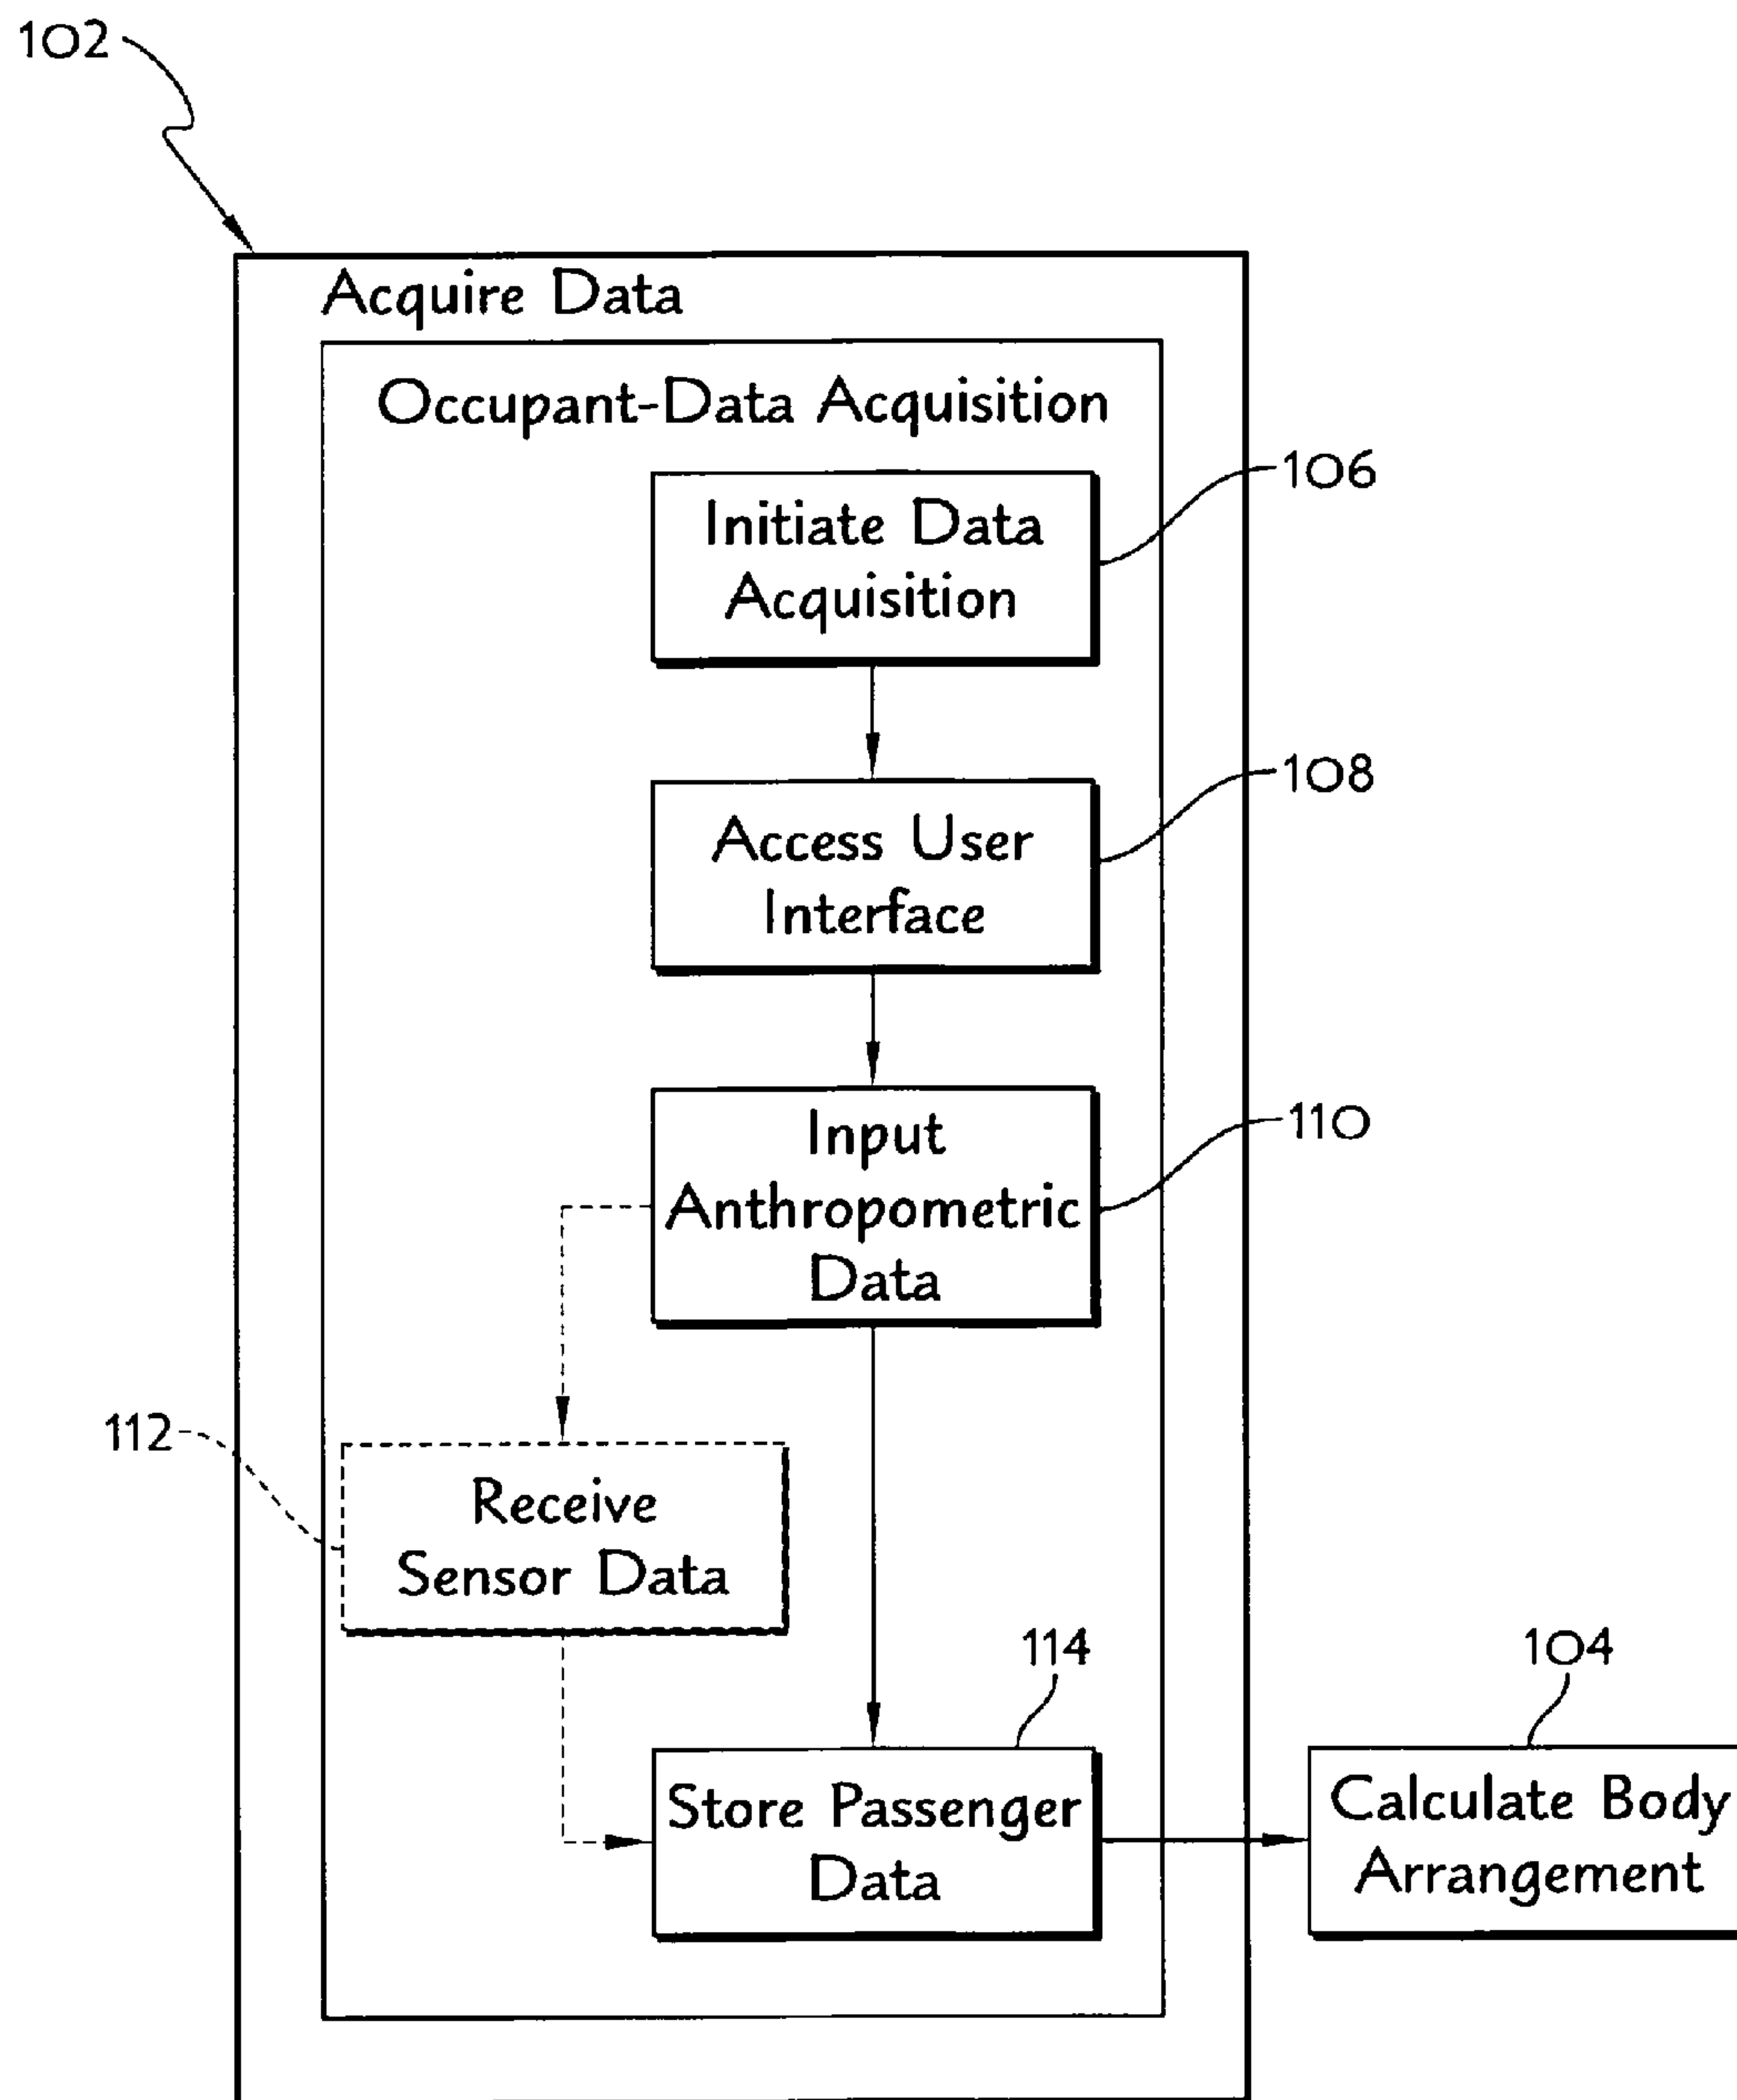 102
Acquire Data
Occupant-Data Acquisition
106
Initiate Data
Acquisition
108
Access User
Interface
110
Input
Anthropometric
Data
112
Receive
Sensor Data
114
104
Store Passenger
Data
Calculate Body
Arrangement